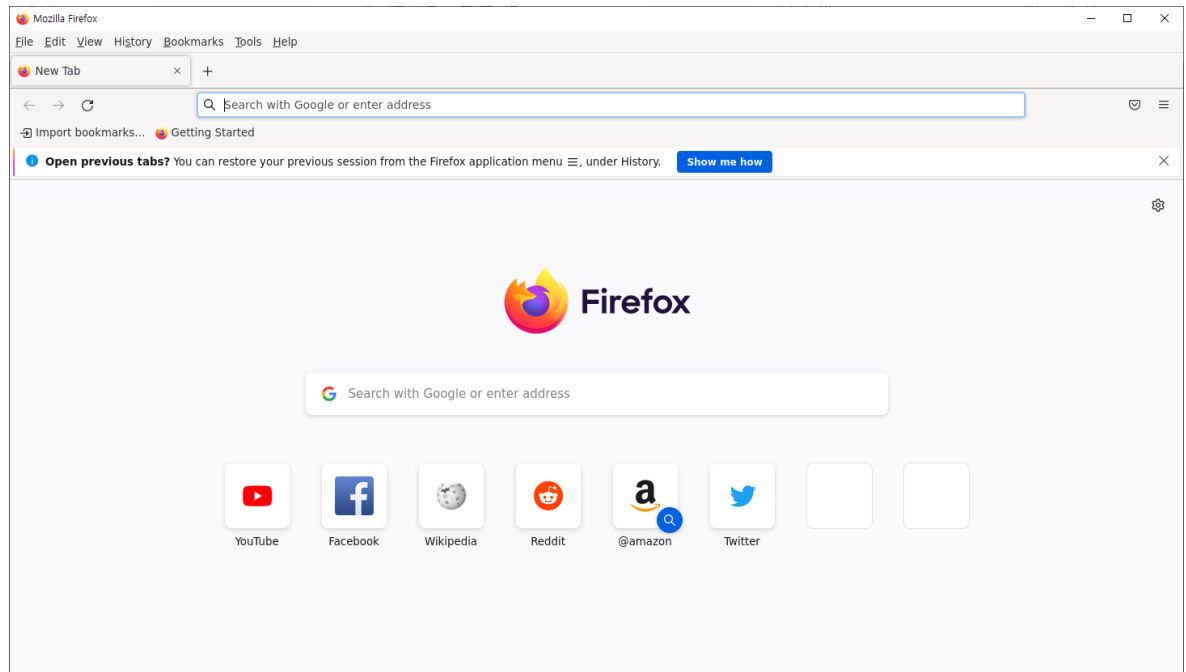 Mozilla Firefox
File Edit View History Bookmarks Tools Help
New Tab
Search with Google or enter address
Import bookmarks... Getting Started
Open previous tabs? You can restore your previous session from the Firefox application menu ☰, under History. Show me how
Firefox
Search with Google or enter address
YouTube Facebook Wikipedia Reddit @amazon Twitter